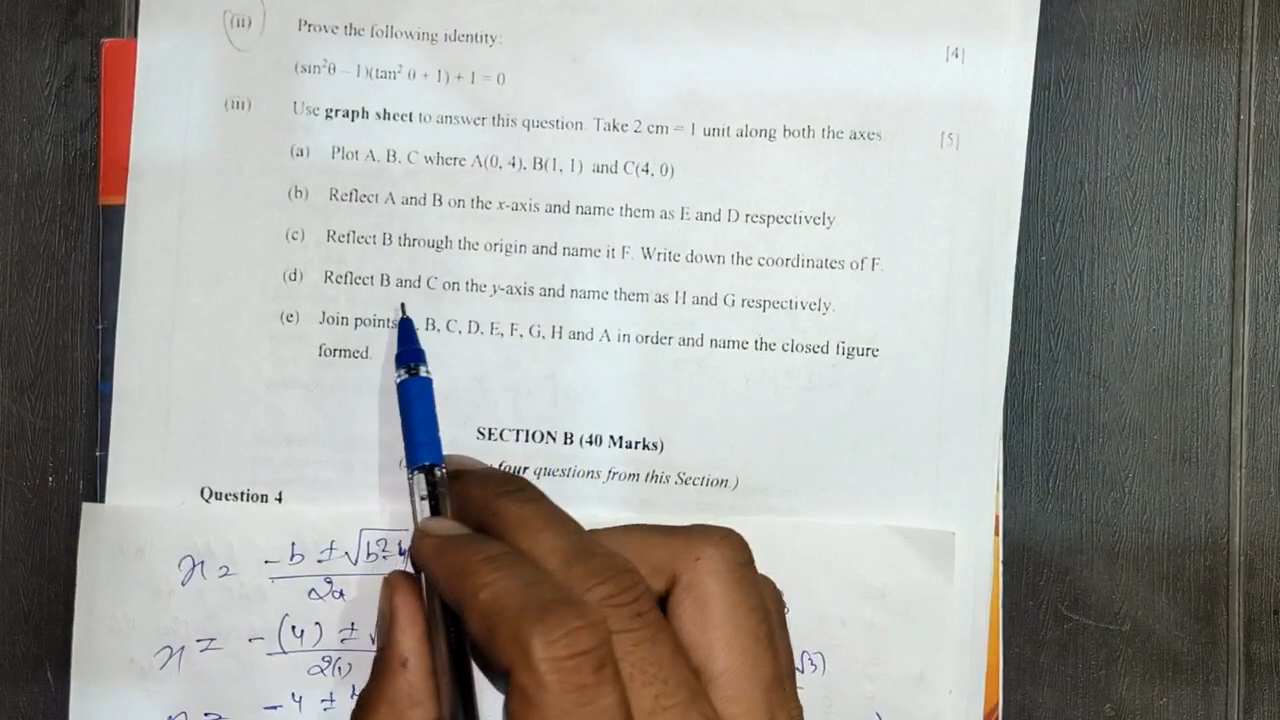 (ii) Prove the following identity: [4]
(sin²θ – 1)(tan² θ + 1) + 1 = 0
(iii) Use graph sheet to answer this question. Take 2 cm = 1 unit along both the axes. [5]
(a) Plot A, B, C where A(0, 4), B(1, 1) and C(4, 0)
(b) Reflect A and B on the x-axis and name them as E and D respectively
(c) Reflect B through the origin and name it F. Write down the coordinates of F.
(d) Reflect B and C on the y-axis and name them as H and G respectively.
(e) Join points B, C, D, E, F, G, H and A in order and name the closed figure
formed.
SECTION B (40 Marks)
four questions from this Section.)
Question 4
x = -b ± √b²-4
2a
x = -(4) ± √
2(1)
√3)
-4 ±